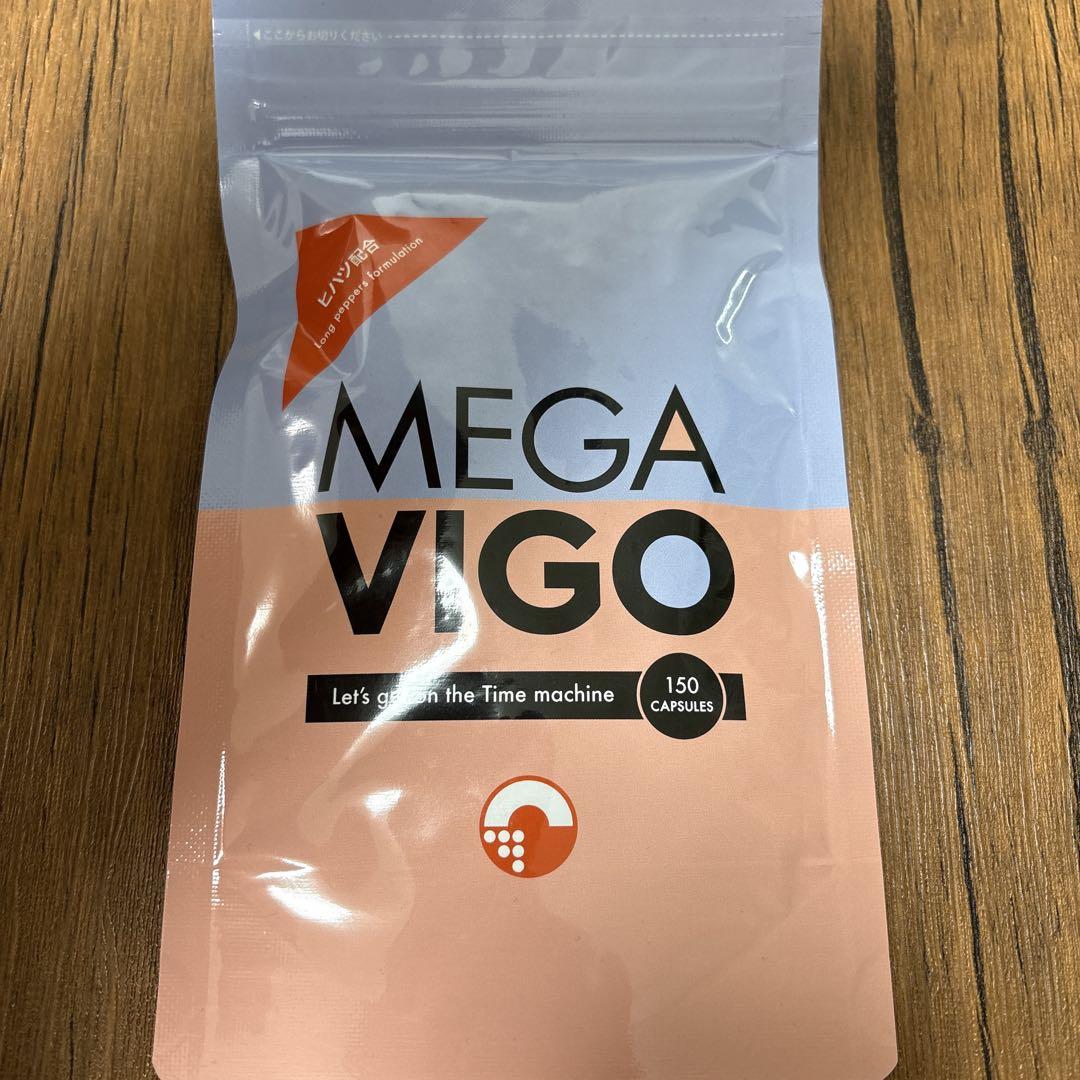 ◀ここからお切りください
ヒハツ配合
Long peppers formulation
MEGA
VIGO
Let's on the Time machine
150
CAPSULES